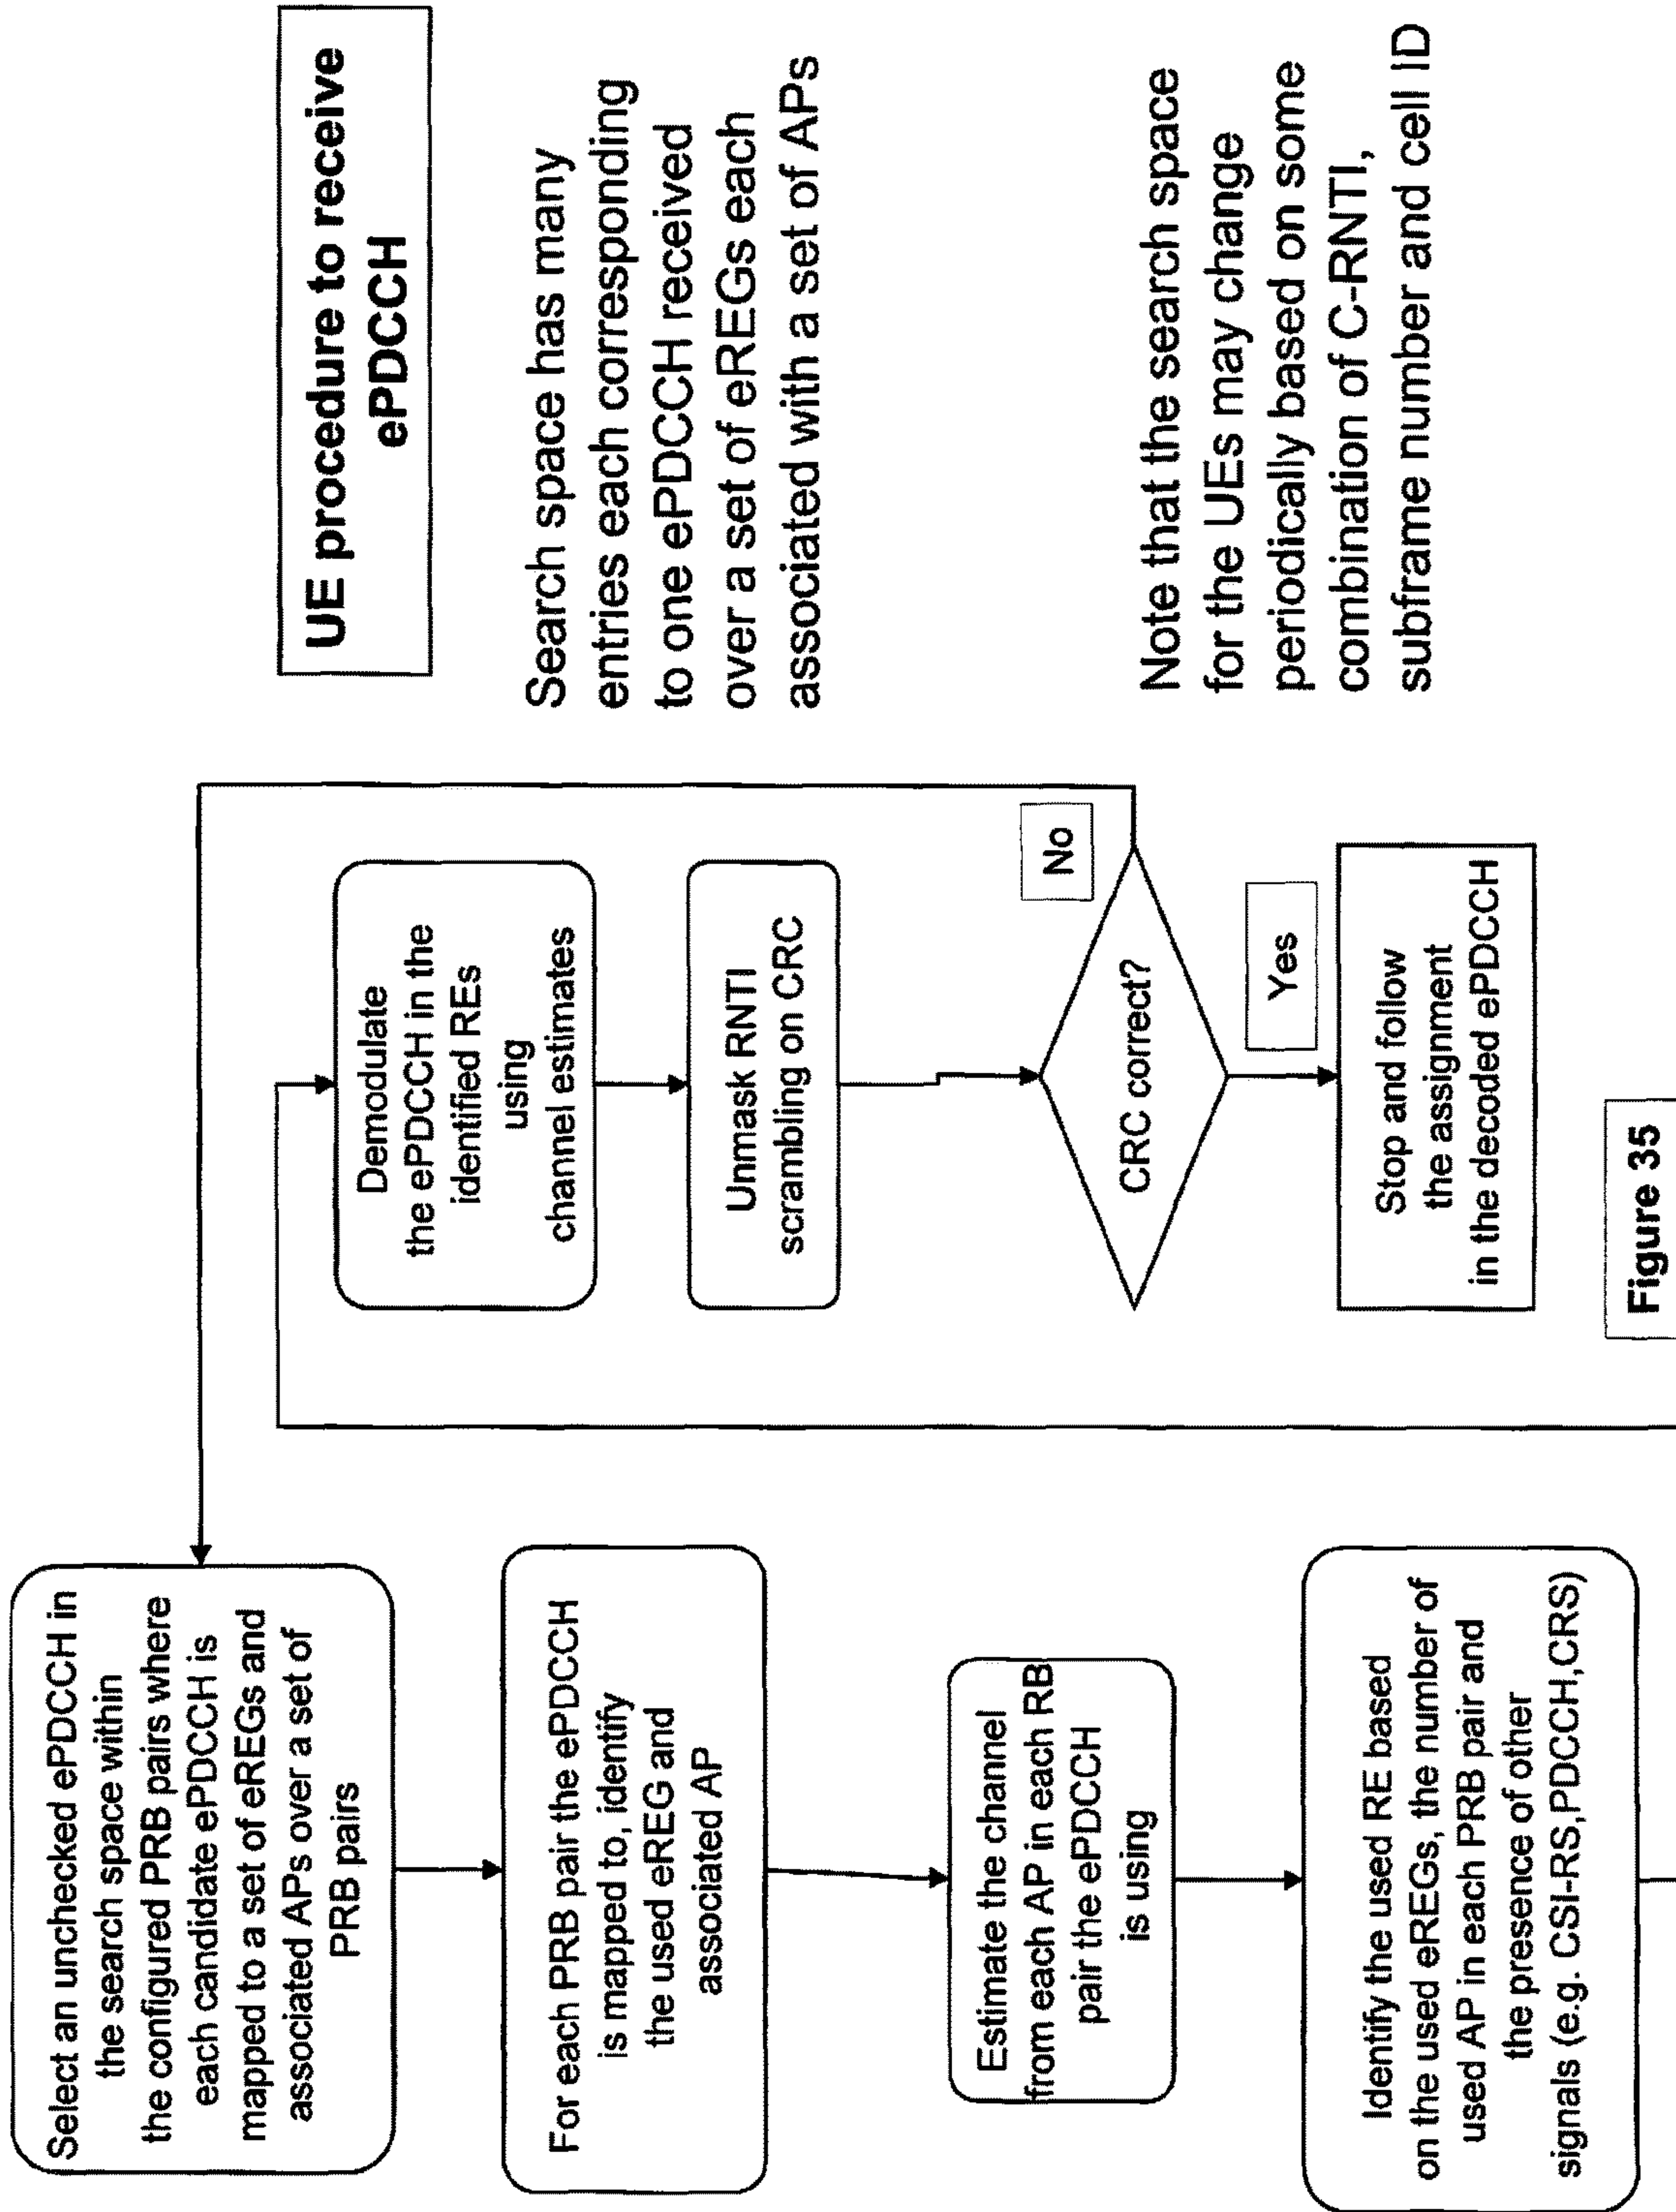 UE procedure to receive
ePDCCH
Search space has many
entries each corresponding
to one ePDCCH received
over a set of eREGs each
associated with a set of APs
Note that the search space
for the UEs may change
periodically based on some
combination of C-RNTI,
subframe number and cell ID
Select an unchecked ePDCCH in
the search space within
the configured PRB pairs where
each candidate ePDCCH is
mapped to a set of eREGs and
associated APs over a set of
PRB pairs
For each PRB pair the ePDCCH
is mapped to, identify
the used eREG and
associated AP
Estimate the channel
from each AP in each RB
pair the ePDCCH
is using
Identify the used RE based
on the used eREGs, the number of
used AP in each PRB pair and
the presence of other
signals (e.g. CSI-RS,PDCCH,CRS)
Demodulate
the ePDCCH in the
identified REs
using
channel estimates
Unmask RNTI
scrambling on CRC
CRC correct?
No
Yes
Stop and follow
the assignment
in the decoded ePDCCH
Figure 35